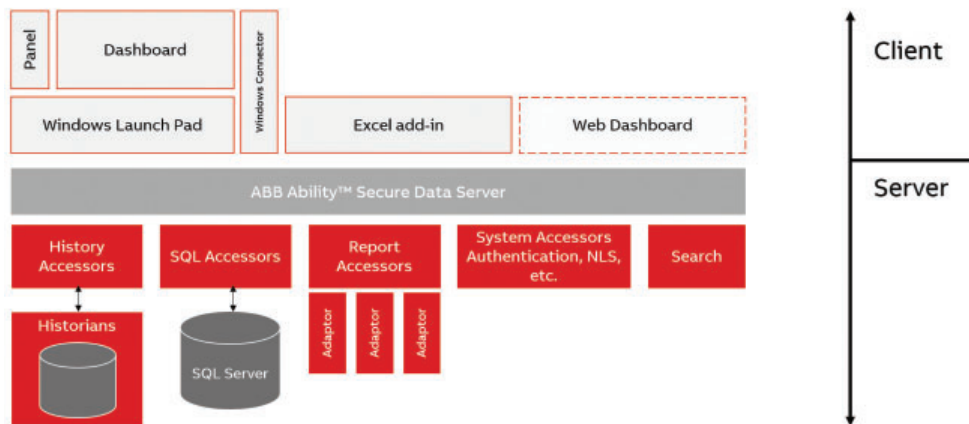 Panel
Dashboard
Windows Connector
Client
Windows Launch Pad
Excel add-in
Web Dashboard
ABB Ability™ Secure Data Server
Server
History
Accessors
SQL Accessors
Report
Accessors
System Accessors
Authentication, NLS,
etc.
Search
Historians
SQL Server
Adaptor
Adaptor
Adaptor